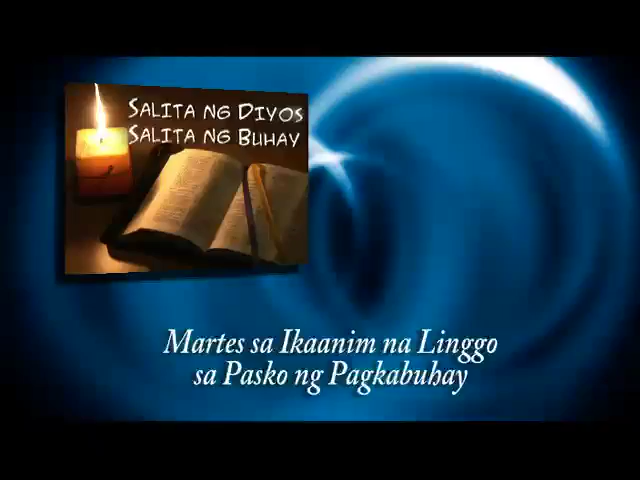 Salita ng Diyos
Salita ng Buhay
Martes sa Ikaanim na Linggo
sa Pasko ng Pagkabuhay